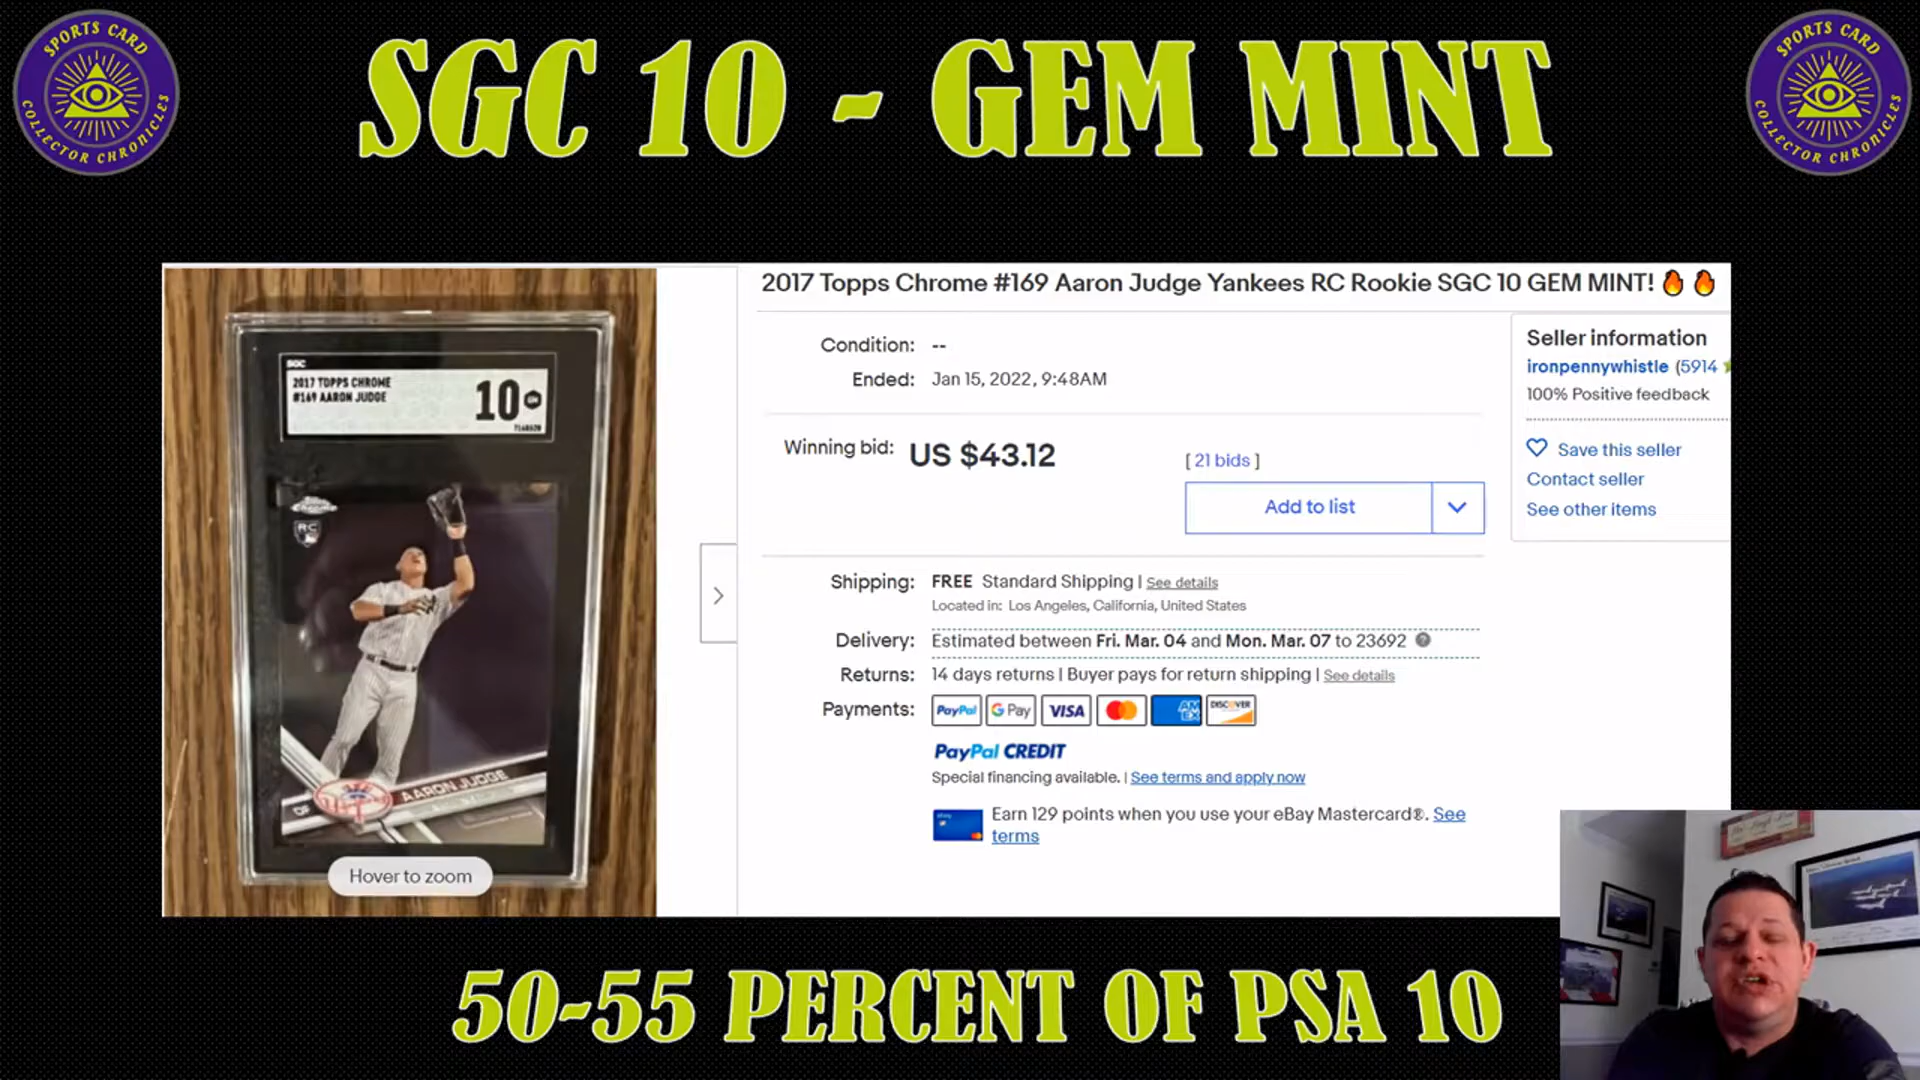 SPORTS CARD
COLLECTOR CHRONICLES
SGC 10 - GEM MINT
SPORTS CARD
COLLECTOR CHRONICLES
2017 Topps Chrome #169 Aaron Judge Yankees RC Rookie SGC 10 GEM MINT! 🔥🔥
SGC
2017 TOPPS CHROME
#169 AARON JUDGE
10
RC
OF
AARON JUDGE
Hover to zoom
Condition: --
Ended: Jan 15, 2022, 9:48AM
Winning bid: US $43.12
[ 21 bids ]
Add to list
Shipping: FREE Standard Shipping | See details
Located in: Los Angeles, California, United States
Delivery: Estimated between Fri. Mar. 04 and Mon. Mar. 07 to 23692
Returns: 14 days returns | Buyer pays for return shipping | See details
Payments: PayPal G Pay VISA AMEX DISCOVER
PayPal CREDIT
Special financing available. | See terms and apply now
Earn 129 points when you use your eBay Mastercard®. See
terms
Seller information
ironpennywhistle (5914
100% Positive feedback
Save this seller
Contact seller
See other items
50-55 PERCENT OF PSA 10